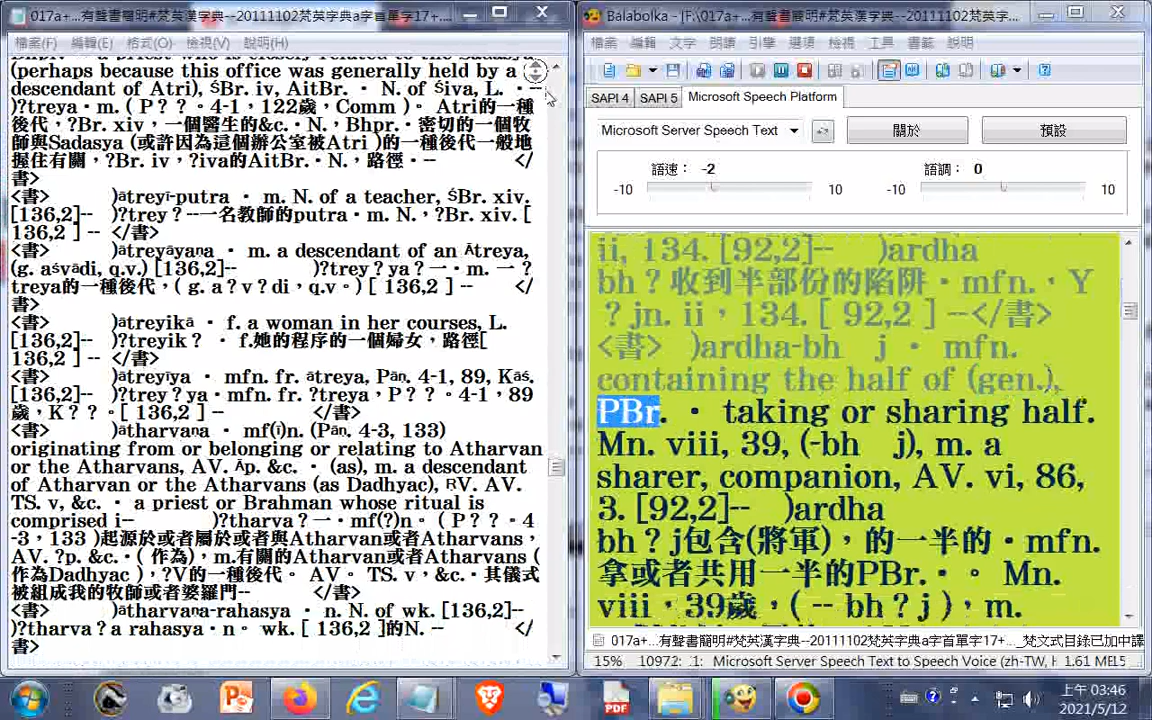 017a+...有聲書簡明#梵英漢字典--20111102梵英字典a字首單字17+...
檔案(F) 編輯(E) 格式(O) 檢視(V) 說明(H)
(perhaps because this office was generally held by a
descendant of Atri), ŚBr. iv, AitBr. · N. of Śiva, L. ·--
)?treya · m. ( P ? ? 。4-1, 122歲, Comm )。 Atri的一種
後代，?Br. xiv，一個醫生的&c.·N.，Bhpr.·密切的一個牧
師與Sadasya (或許因為這個辦公室被Atri )的一種後代一般地
握住有關，?Br. iv，?iva的AitBr.·N.，路徑·-- </
書>
<書> )ātreyī-putra · m. N. of a teacher, ŚBr. xiv.
[136,2]-- )?trey ? --一名教師的putra·m. N.，?Br. xiv. [
136,2 ] -- </書>
<書> )ātreyāyaṇa · m. a descendant of an Ātreya,
(g. aśvādi, q.v.) [136,2]-- )?trey ? ya ? 一·m. 一 ?
treya的一種後代，( g. a ? v ? di，q.v。) [ 136,2 ] -- </
書>
<書> )ātreyikā · f. a woman in her courses, L.
[136,2]-- )?treyik ? · f.她的程序的一個婦女，路徑[
136,2 ] -- </書>
<書> )ātreyīya · mfn. fr. ātreya, Pāṇ. 4-1, 89, Kāś.
[136,2]-- )?trey ? ya·mfn. fr. ?treya，P ? ? 。4-1，89
歲，K ? ? 。[ 136,2 ] -- </書>
<書> )ātharvaṇa · mf(ī)n. (Pāṇ. 4-3, 133)
originating from or belonging or relating to Atharvan
or the Atharvans, AV. Āp. &c. · (as), m. a descendant
of Atharvan or the Atharvans (as Dadhyac), ṚV. AV.
TS. v, &c. · a priest or Brahman whose ritual is
comprised i-- )?tharva ? 一·mf(?)n。 ( P ? ? 。4
-3，133 )起源於或者屬於或者與Atharvan或者Atharvans，
AV. ?p. &c.·( 作為)，m.有關的Atharvan或者Atharvans (
作為Dadhyac )，?V的一種後代。 AV。 TS. v，&c.·其儀式
被組成我的牧師或者婆羅門-- </書>
<書> )ātharvaṇa-rahasya · n. N. of wk. [136,2]--
)?tharva ? a rahasya·n。 wk. [ 136,2 ]的N. -- </
書>
Balabolka - [F:\017a+...有聲書簡明#梵英漢字典--20111102梵英字...
檔案 編輯 文字 朗讀 引擎 選項 檢視 工具 書籤 說明
SAPI 4 SAPI 5 Microsoft Speech Platform
Microsoft Server Speech Text 關於 預設
語速： -2 語調： 0
-10 10 -10 10
ii, 134. [92,2]-- )ardha
bh ? 收到半部份的陷阱·mfn.，Y
? jn. ii，134. [ 92,2 ] --</書>
<書> )ardha-bh j · mfn.
containing the half of (gen.),
PBr. · taking or sharing half.
Mn. viii, 39, (-bh j), m. a
sharer, companion, AV. vi, 86,
3. [92,2]-- )ardha
bh ? j包含(將軍)，的一半的·mfn.
拿或者共用一半的PBr.·。 Mn.
viii，39歲，( -- bh ? j )，m.
017a+...有聲書簡明#梵英漢字典--20111102梵英字典a字首單字17+..._梵文式目錄已加中譯
15% 10972: 1: Microsoft Server Speech Text to Speech Voice (zh-TW, H 1.61 МБ
上午 03:46
2021/5/12